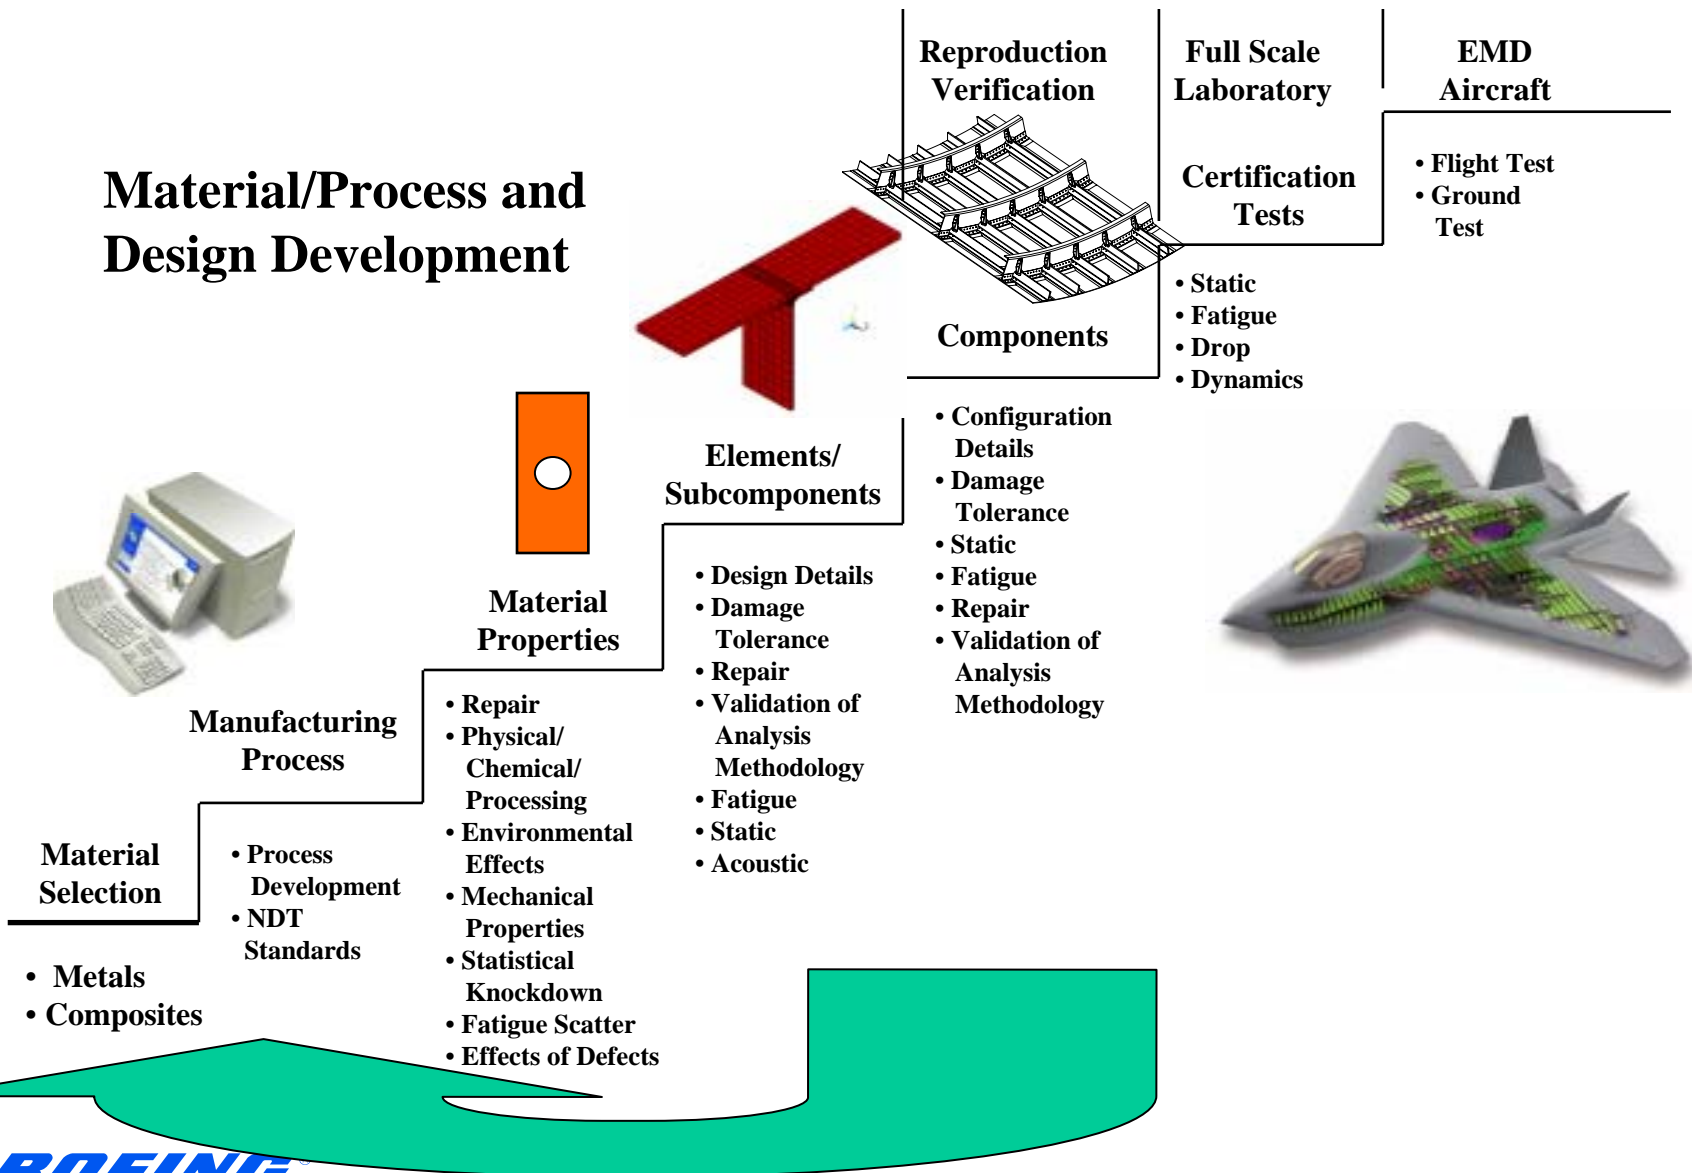 Material/Process and
Design Development
Material
Selection
• Metals
• Composites
Manufacturing
Process
• Process
Development
• NDT
Standards
Material
Properties
• Repair
• Physical/
Chemical/
Processing
• Environmental
Effects
• Mechanical
Properties
• Statistical
Knockdown
• Fatigue Scatter
• Effects of Defects
Elements/
Subcomponents
• Design Details
• Damage
Tolerance
• Repair
• Validation of
Analysis
Methodology
• Fatigue
• Static
• Acoustic
Reproduction
Verification
Components
• Configuration
Details
• Damage
Tolerance
• Static
• Fatigue
• Repair
• Validation of
Analysis
Methodology
Full Scale
Laboratory
Certification
Tests
• Static
• Fatigue
• Drop
• Dynamics
EMD
Aircraft
• Flight Test
• Ground
Test
BOEING®